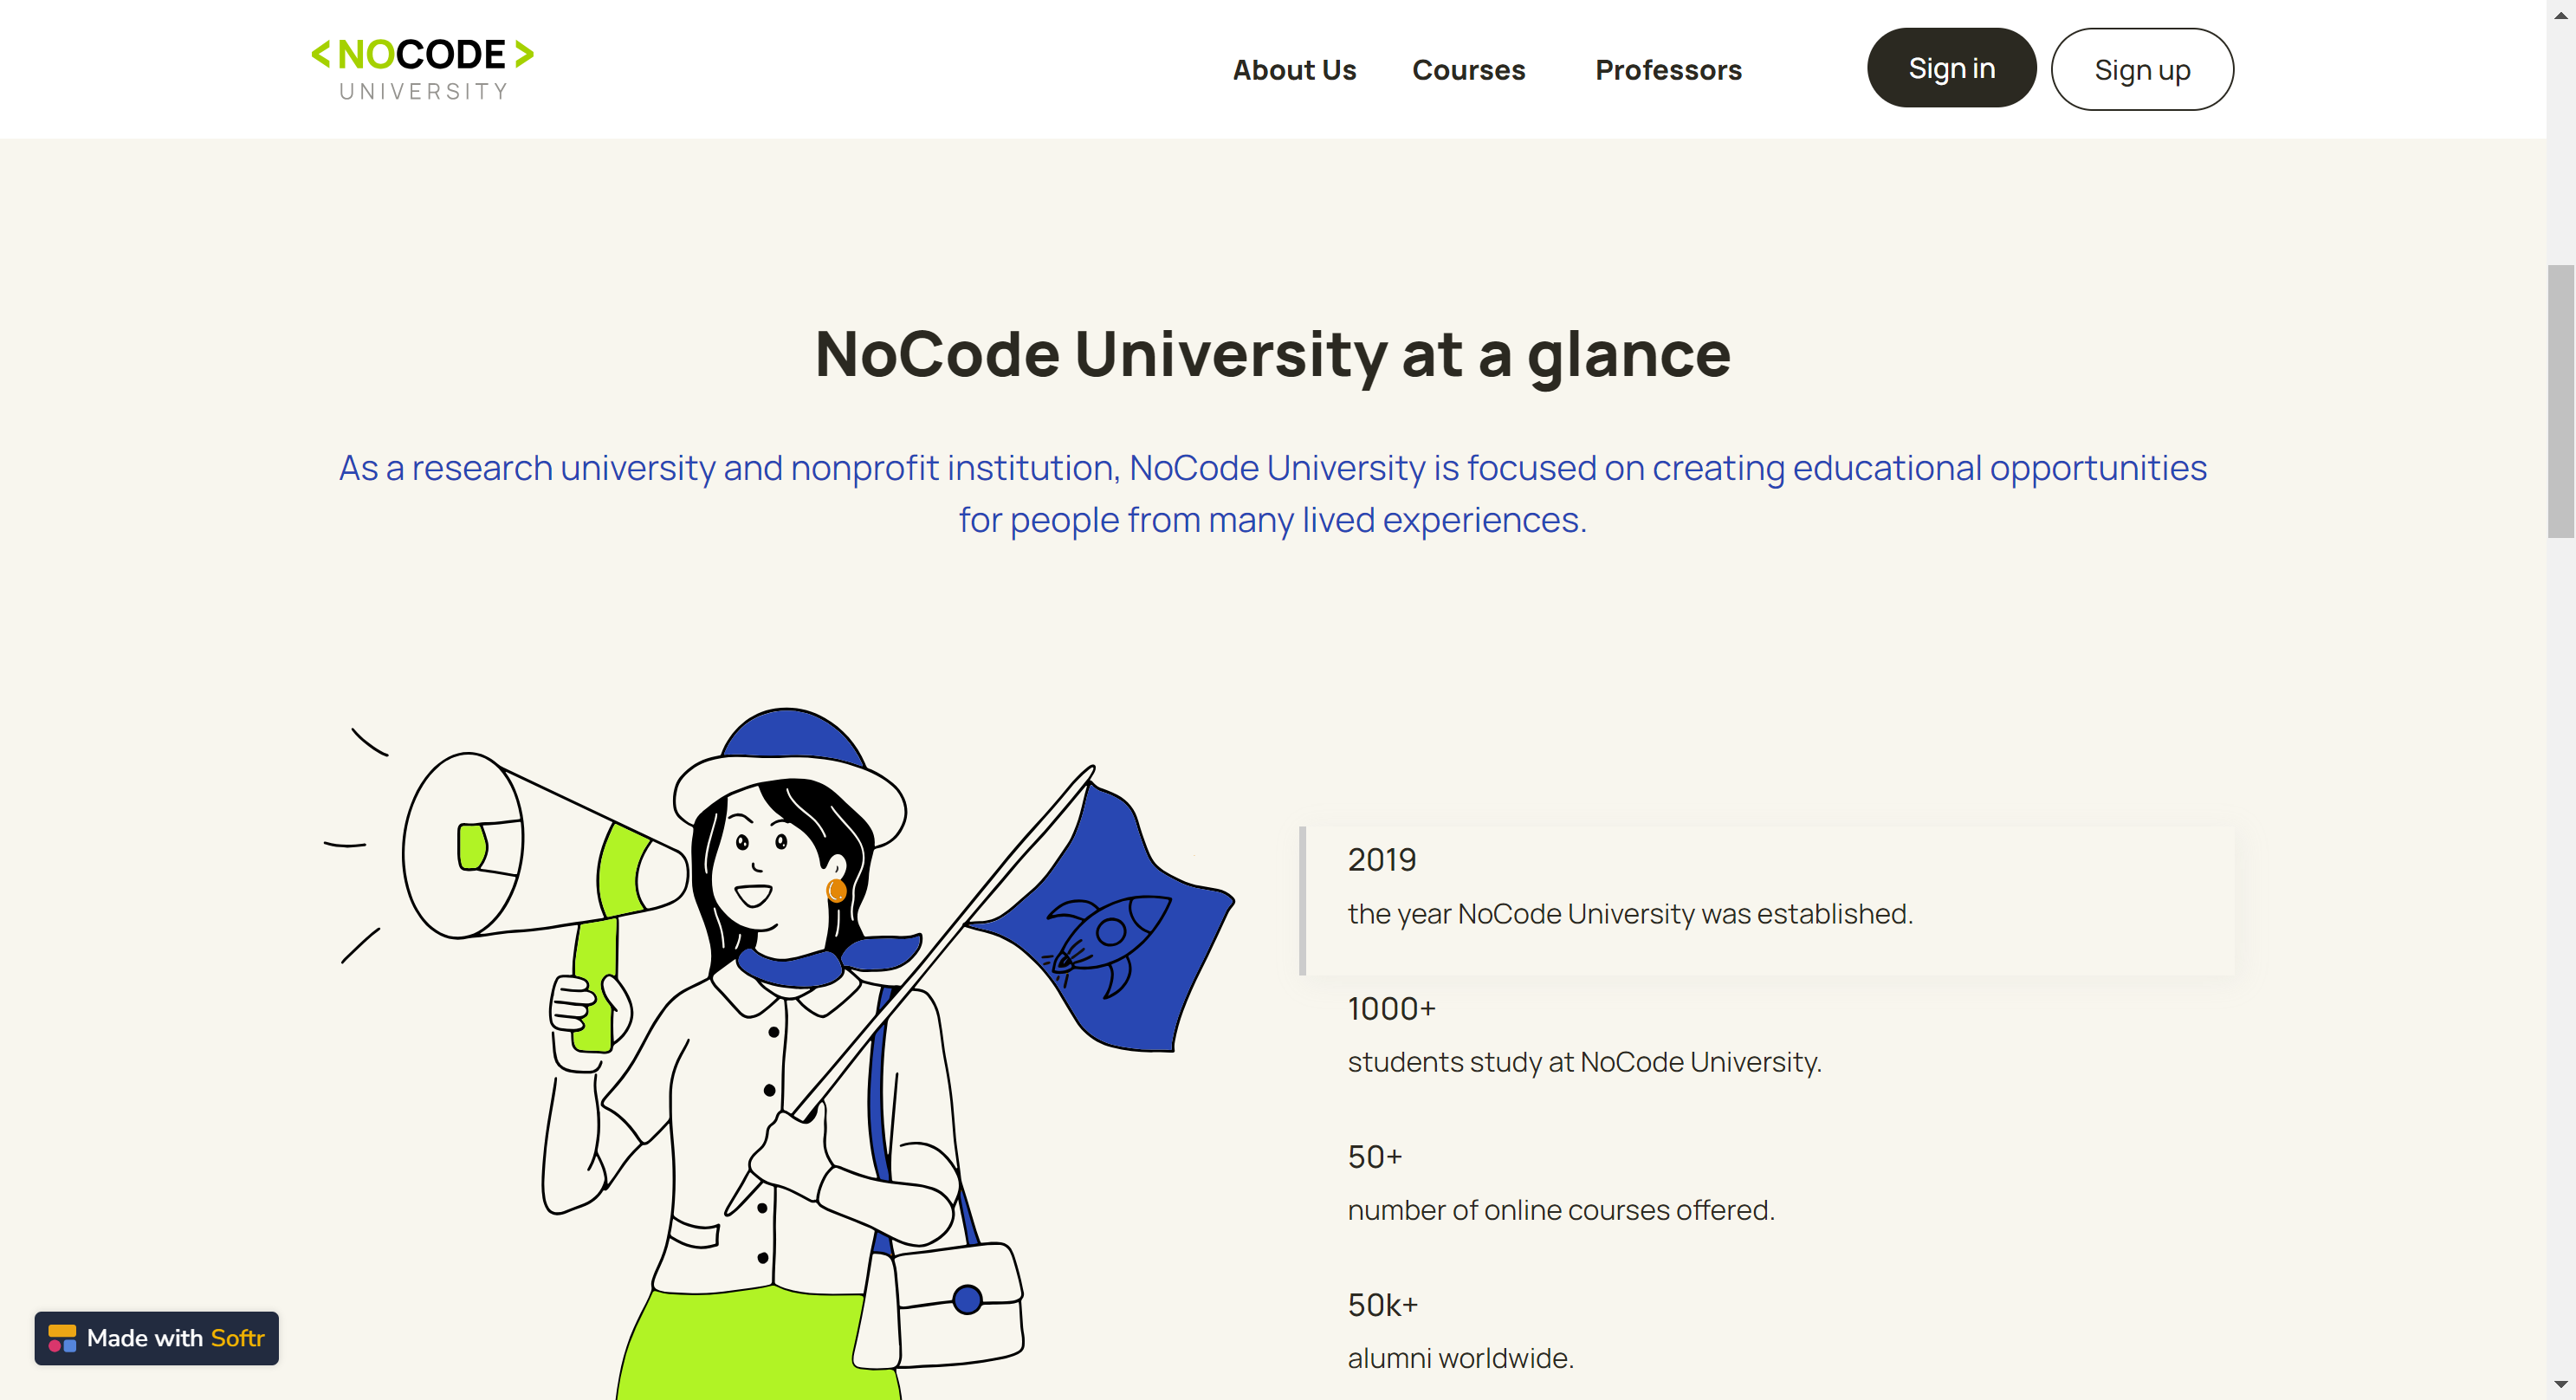 <NOCODE>
UNIVERSITY
About Us Courses Professors Sign in Sign up
NoCode University at a glance
As a research university and nonprofit institution, NoCode University is focused on creating educational opportunities
for people from many lived experiences.
2019
the year NoCode University was established.
1000+
students study at NoCode University.
50+
number of online courses offered.
50k+
alumni worldwide.
Made with Softr